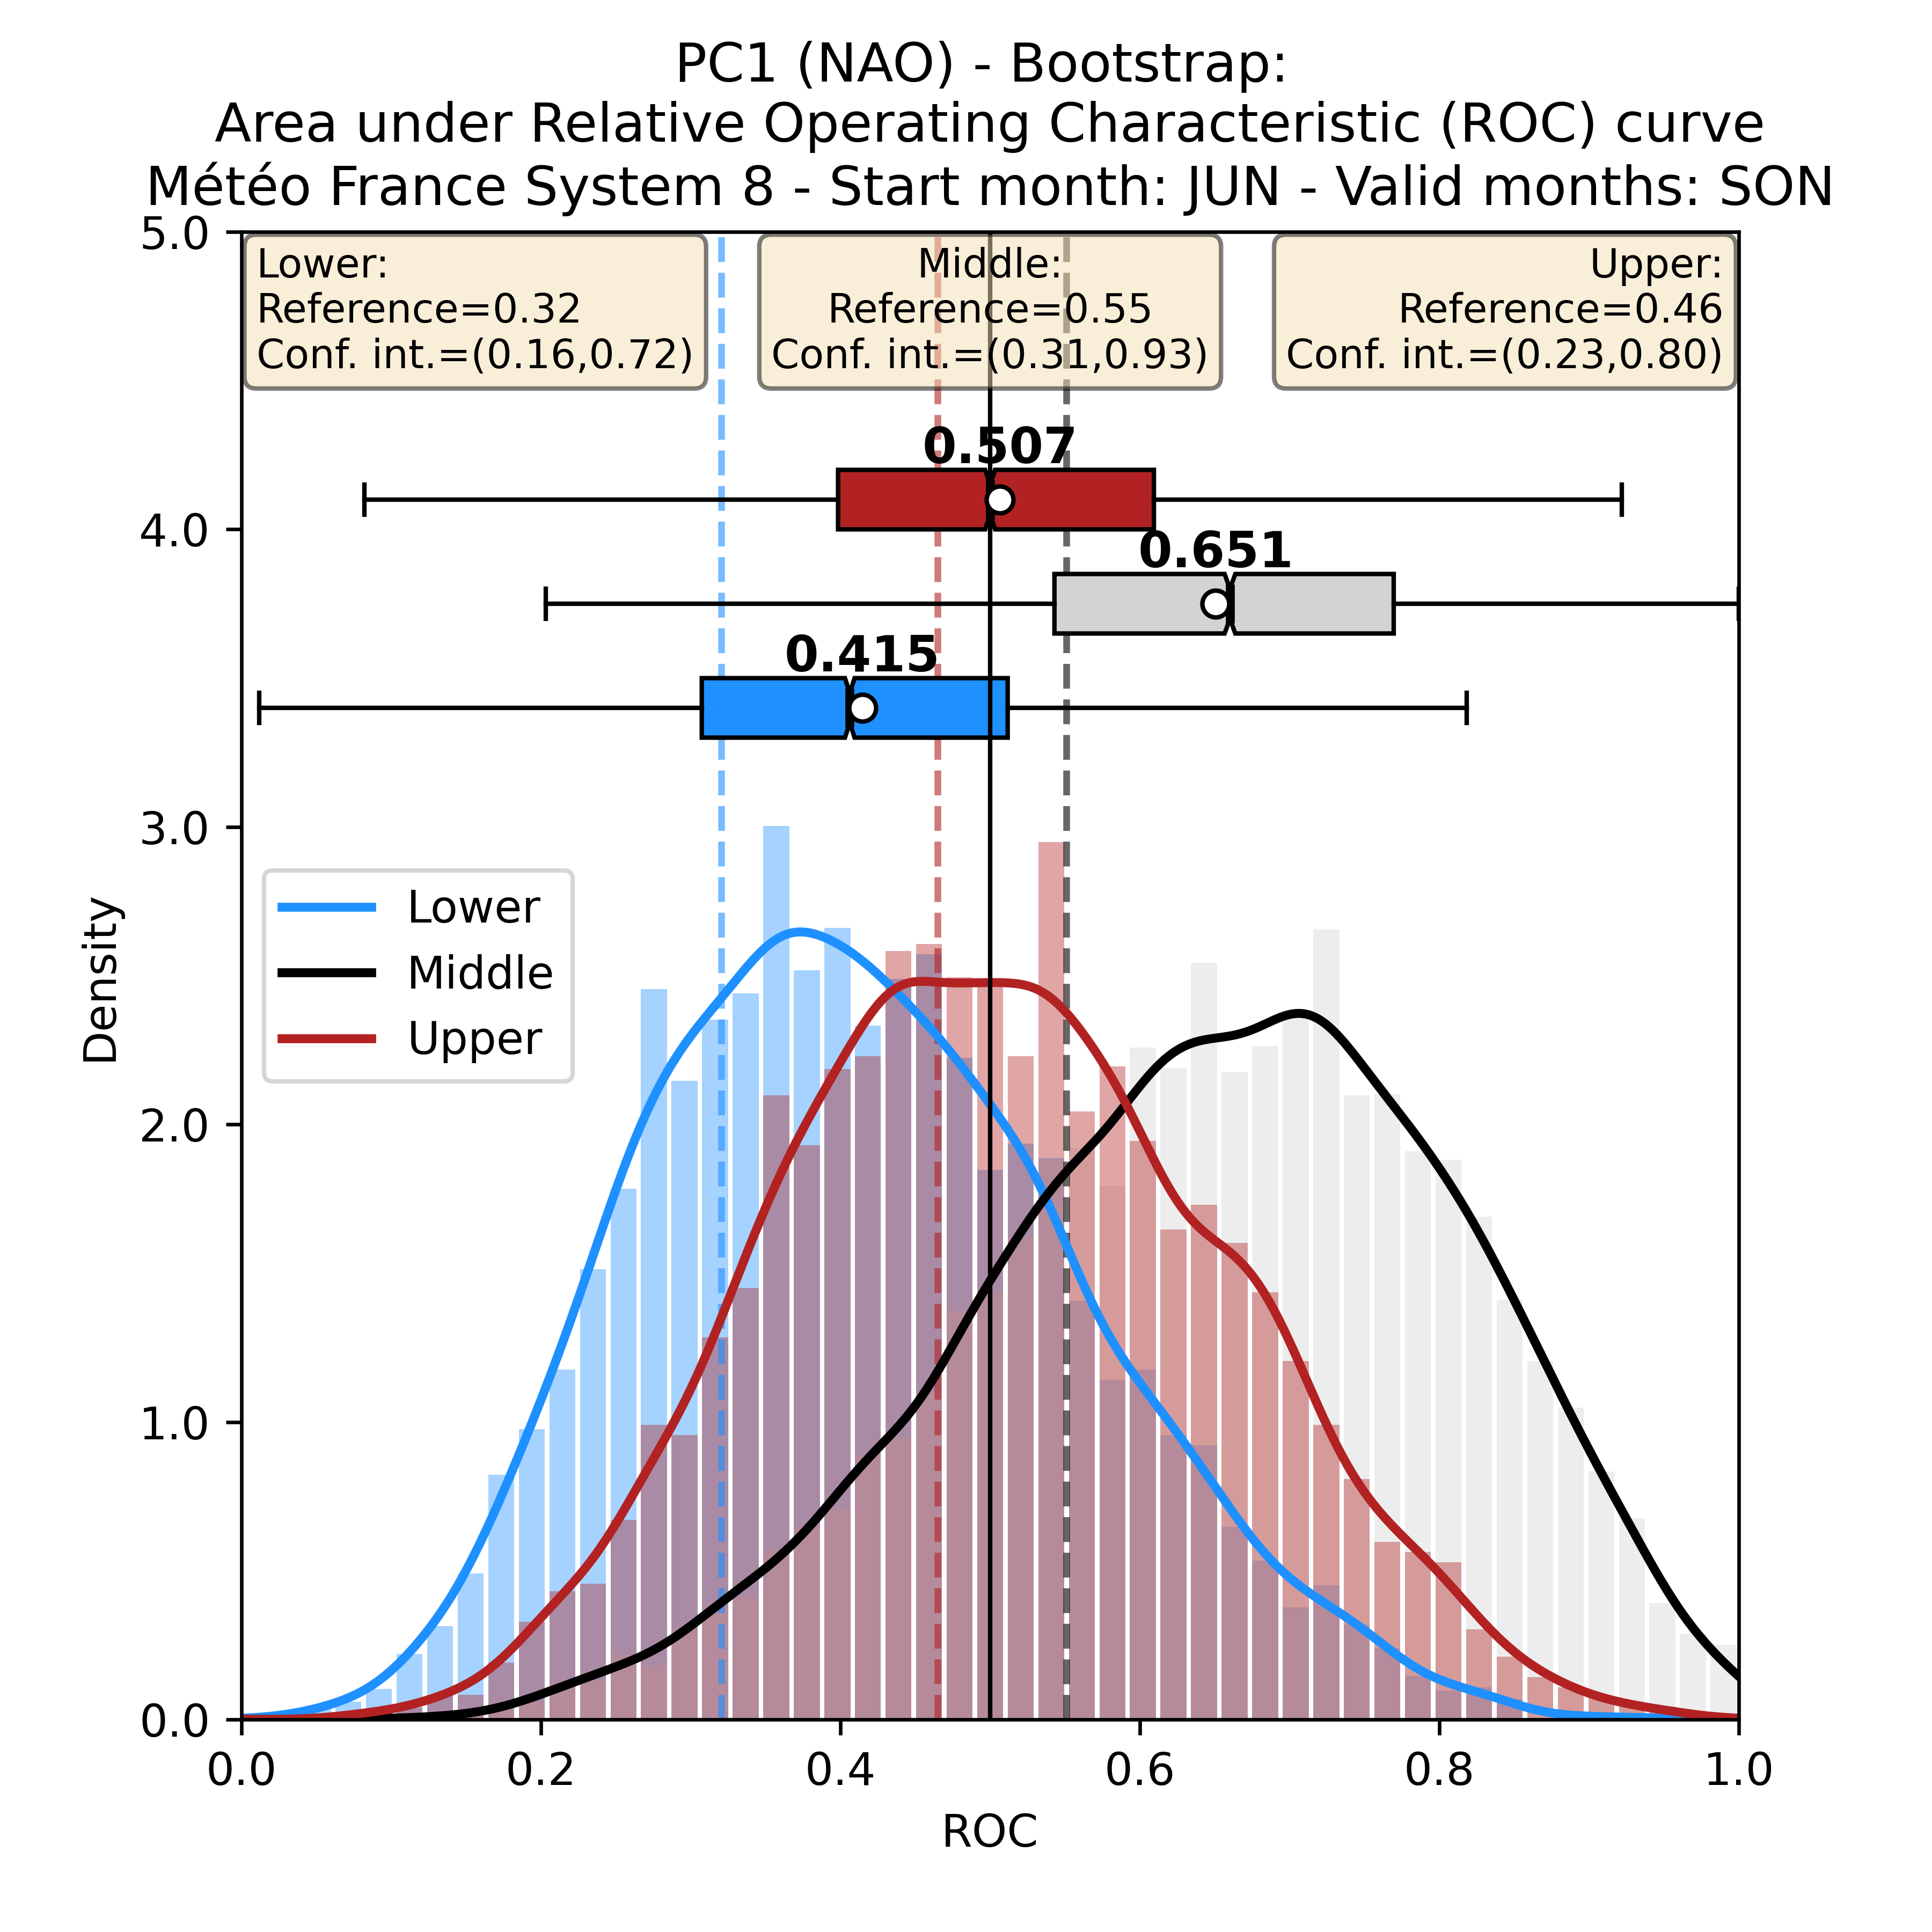 PC1 (NAO) - Bootstrap:
Area under Relative Operating Characteristic (ROC) curve
Météo France System 8 - Start month: JUN - Valid months: SON
Lower:
Reference=0.32
Conf. int.=(0.16,0.72)
Middle:
Reference=0.55
Conf. int.=(0.31,0.93)
Upper:
Reference=0.46
Conf. int.=(0.23,0.80)
0.507
0.651
0.415
Lower
Middle
Upper
Density
5.0
4.0
3.0
2.0
1.0
0.0
0.0
0.2
0.4
0.6
0.8
1.0
ROC